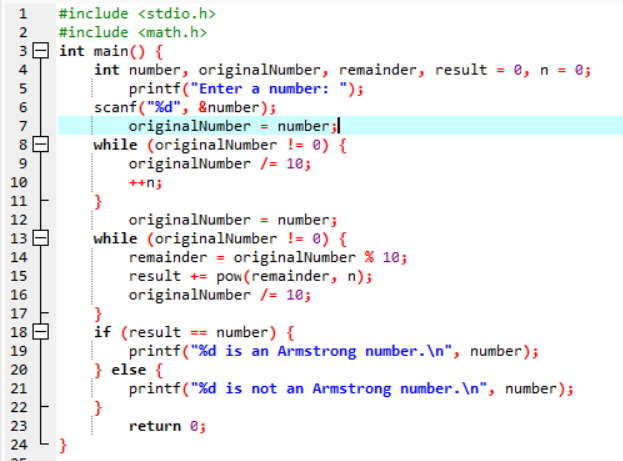 1 #include <stdio.h>
2 #include <math.h>
3 int main() {
4 int number, originalNumber, remainder, result = 0, n = 0;
5 printf("Enter a number: ");
6 scanf("%d", &number);
7 originalNumber = number;
8 while (originalNumber != 0) {
9 originalNumber /= 10;
10 ++n;
11 }
12 originalNumber = number;
13 while (originalNumber != 0) {
14 remainder = originalNumber % 10;
15 result += pow(remainder, n);
16 originalNumber /= 10;
17 }
18 if (result == number) {
19 printf("%d is an Armstrong number.\n", number);
20 } else {
21 printf("%d is not an Armstrong number.\n", number);
22 }
23 return 0;
24 }